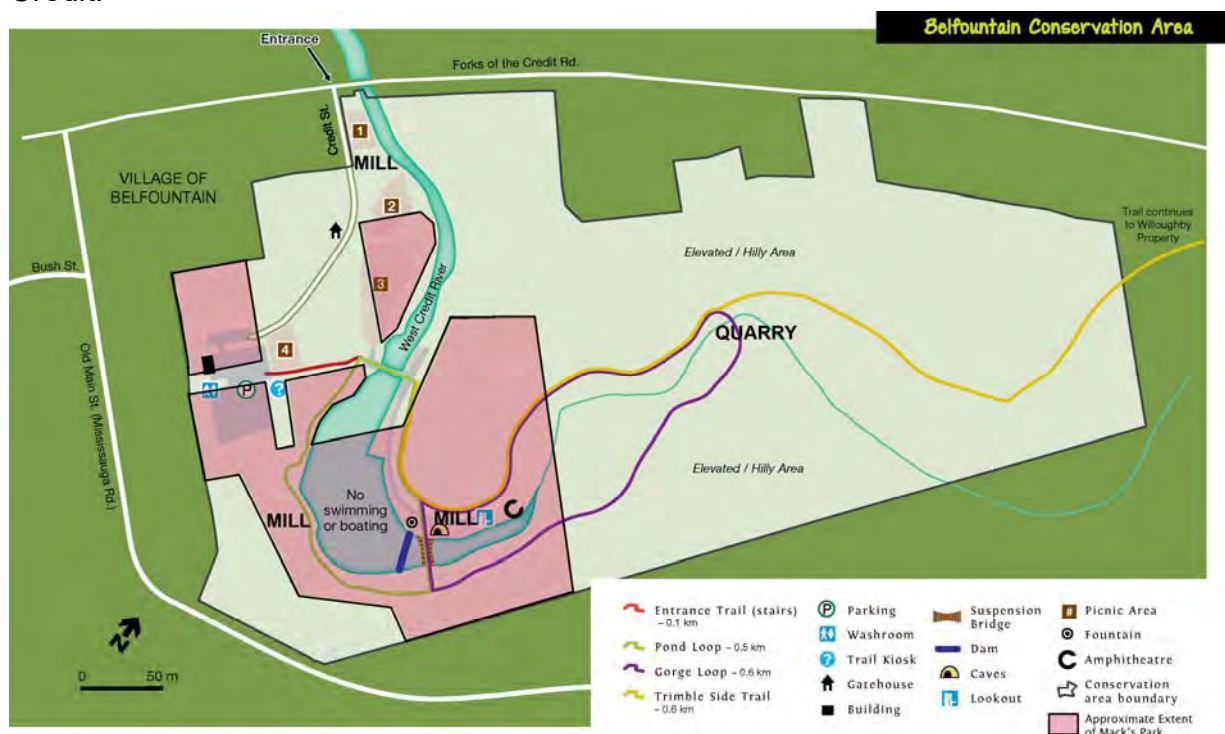 Belfountain Conservation Area
Entrance
Forks of the Credit Rd.
Credit St.
1
MILL
VILLAGE OF
BELFOUNTAIN
2
Trail continues
to Willoughby
Property
Elevated / Hilly Area
Bush St.
3
West Credit River
QUARRY
4
P
?
Old Main St. (Mississauga Rd.)
Elevated / Hilly Area
No
swimming
or boating
MILL
MILL
N
0 50 m
Entrance Trail (stairs)
~0.1 km
Pond Loop ~ 0.5 km
Gorge Loop ~ 0.6 km
Trimble Side Trail
~ 0.6 km
P Parking
Washroom
? Trail Kiosk
Gatehouse
Building
Suspension
Bridge
Dam
Caves
Lookout
# Picnic Area
Fountain
Amphitheatre
Conservation
area boundary
Approximate Extent
of Mack's Park